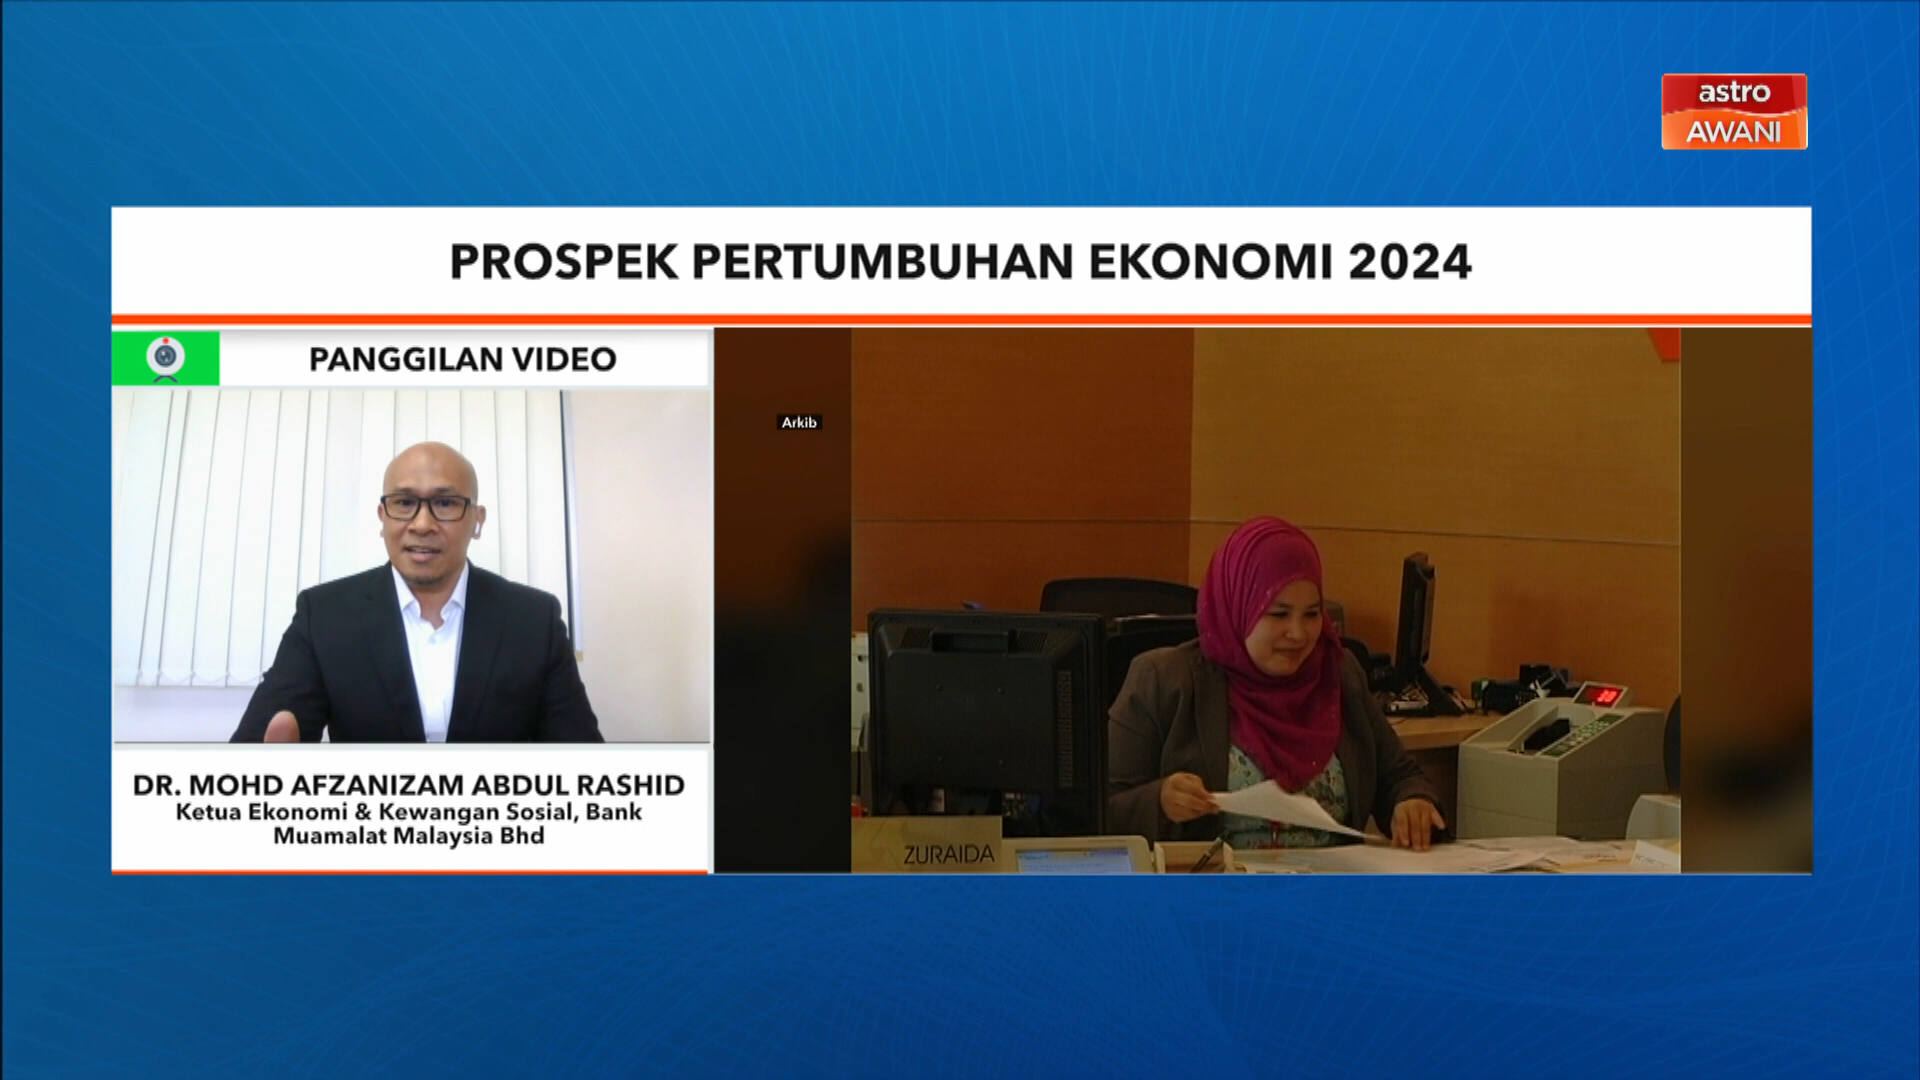 astro
AWANI
PROSPEK PERTUMBUHAN EKONOMI 2024
PANGGILAN VIDEO
Arkib
DR. MOHD AFZANIZAM ABDUL RASHID
Ketua Ekonomi & Kewangan Sosial, Bank
Muamalat Malaysia Bhd
ZURAIDA